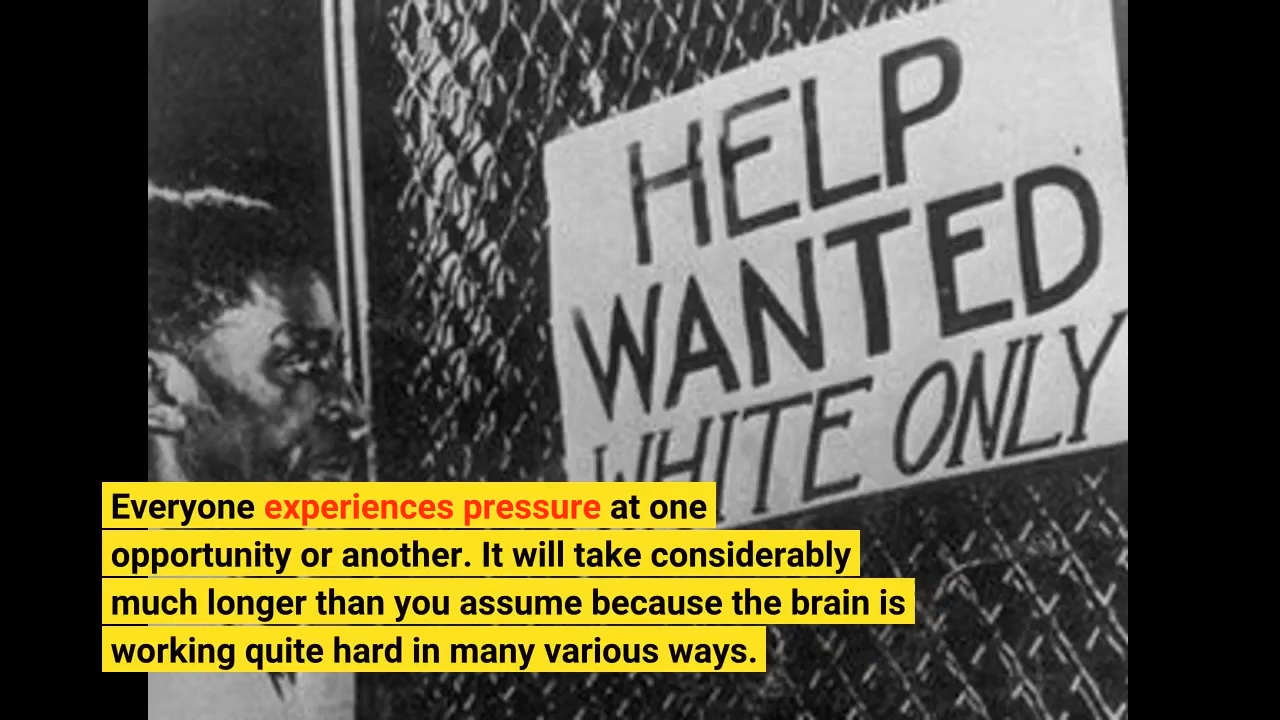 HELP
WANTED
WHITE ONLY
Everyone experiences pressure at one
opportunity or another. It will take considerably
much longer than you assume because the brain is
working quite hard in many various ways.